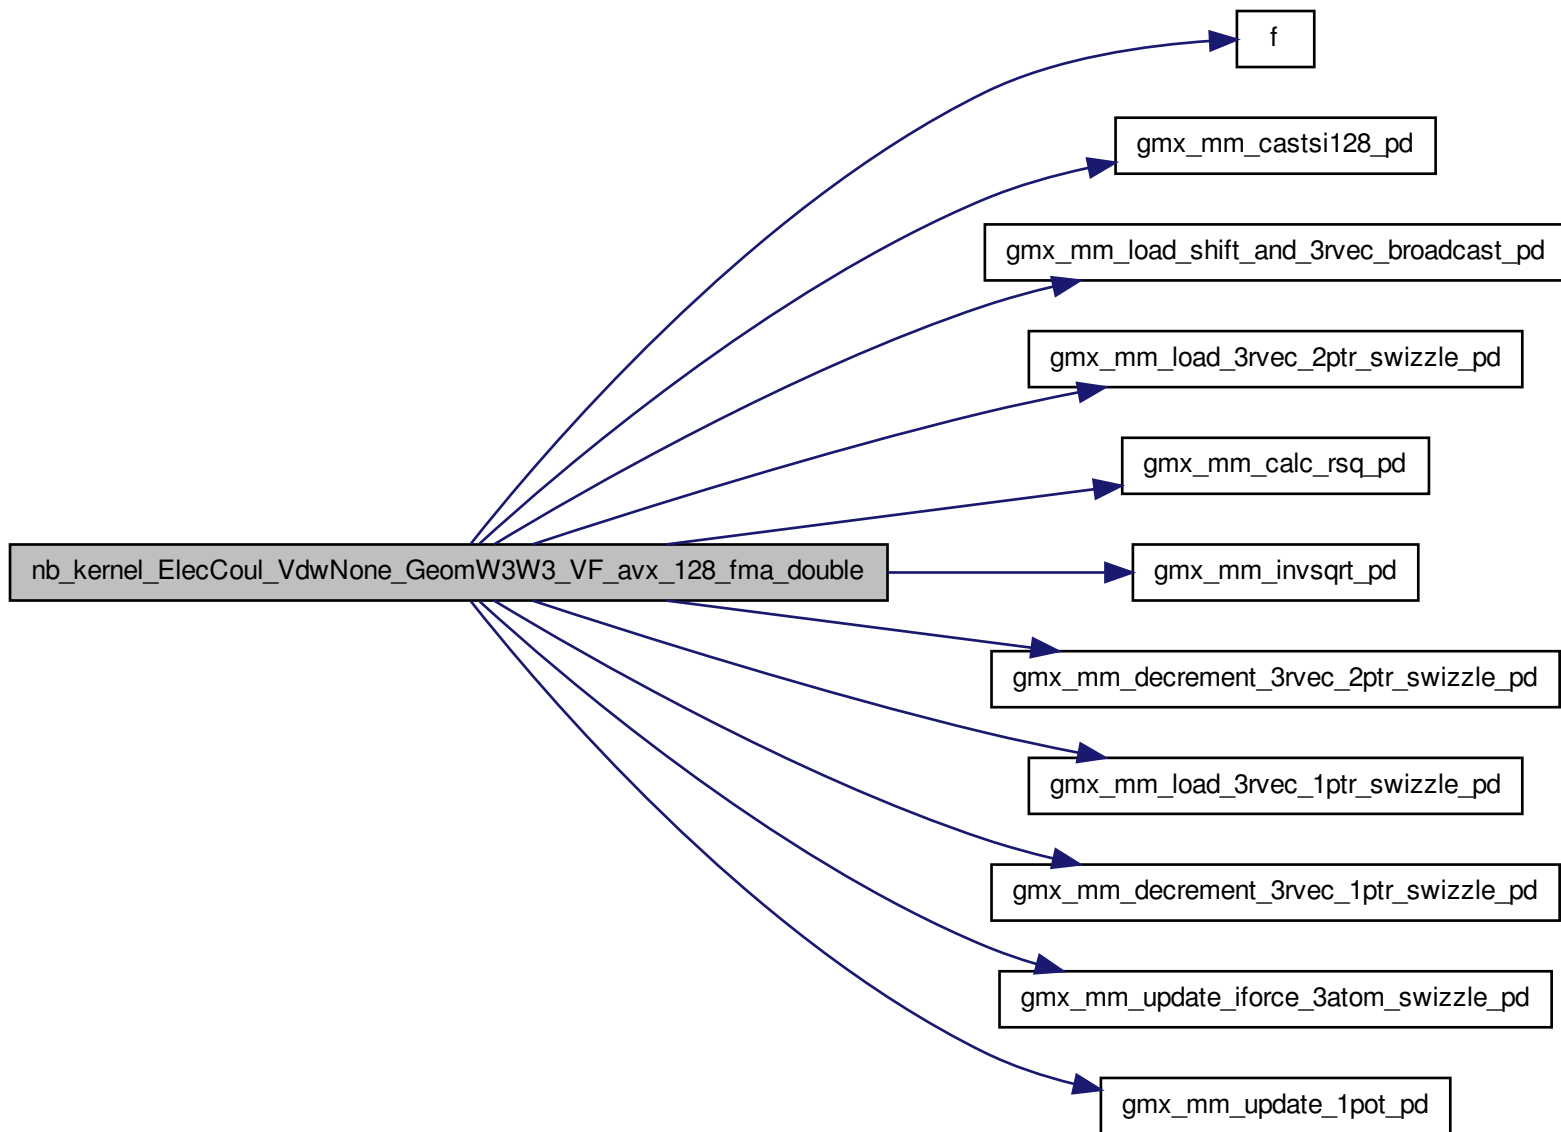 f
gmx_mm_castsi128_pd
gmx_mm_load_shift_and_3rvec_broadcast_pd
gmx_mm_load_3rvec_2ptr_swizzle_pd
gmx_mm_calc_rsq_pd
nb_kernel_ElecCoul_VdwNone_GeomW3W3_VF_avx_128_fma_double
gmx_mm_invsqrt_pd
gmx_mm_decrement_3rvec_2ptr_swizzle_pd
gmx_mm_load_3rvec_1ptr_swizzle_pd
gmx_mm_decrement_3rvec_1ptr_swizzle_pd
gmx_mm_update_iforce_3atom_swizzle_pd
gmx_mm_update_1pot_pd